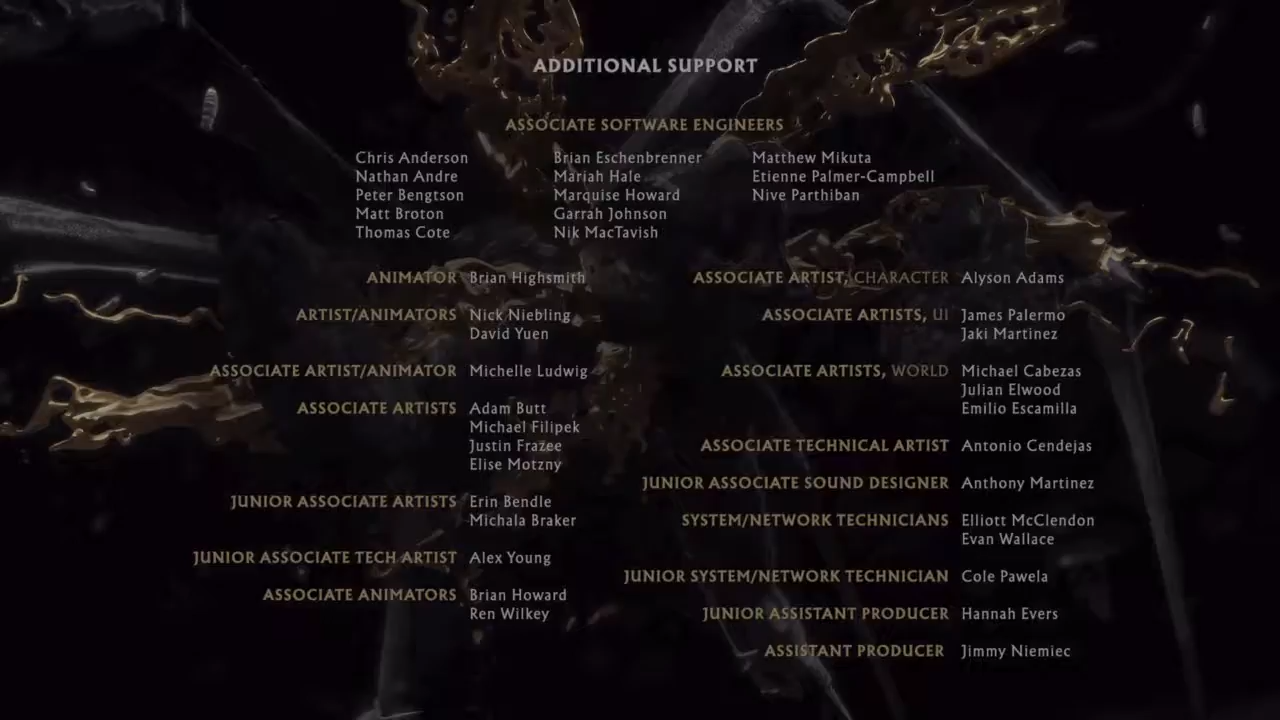 ADDITIONAL SUPPORT
ASSOCIATE SOFTWARE ENGINEERS
Chris Anderson
Nathan Andre
Peter Bengtson
Matt Broton
Thomas Cote
Brian Eschenbrenner
Mariah Hale
Marquise Howard
Garrah Johnson
Nik MacTavish
Matthew Mikuta
Etienne Palmer-Campbell
Nive Parthiban
ANIMATOR Brian Highsmith
ARTIST/ANIMATORS Nick Niebling
David Yuen
ASSOCIATE ARTIST/ANIMATOR Michelle Ludwig
ASSOCIATE ARTISTS Adam Butt
Michael Filipek
Justin Frazee
Elise Motzny
JUNIOR ASSOCIATE ARTISTS Erin Bendle
Michala Braker
JUNIOR ASSOCIATE TECH ARTIST Alex Young
ASSOCIATE ANIMATORS Brian Howard
Ren Wilkey
ASSOCIATE ARTIST, CHARACTER Alyson Adams
ASSOCIATE ARTISTS, UI James Palermo
Jaki Martinez
ASSOCIATE ARTISTS, WORLD Michael Cabezas
Julian Elwood
Emilio Escamilla
ASSOCIATE TECHNICAL ARTIST Antonio Cendejas
JUNIOR ASSOCIATE SOUND DESIGNER Anthony Martinez
SYSTEM/NETWORK TECHNICIANS Elliott McClendon
Evan Wallace
JUNIOR SYSTEM/NETWORK TECHNICIAN Cole Pawela
JUNIOR ASSISTANT PRODUCER Hannah Evers
ASSISTANT PRODUCER Jimmy Niemiec